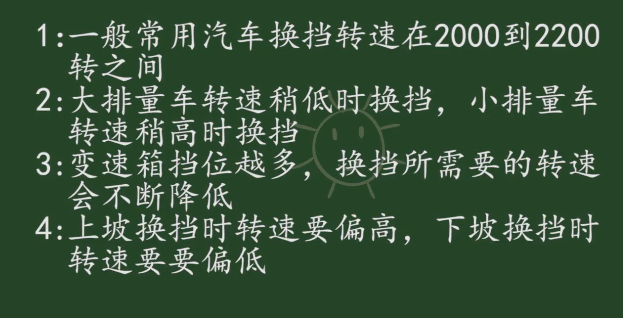 1:一般常用汽车换挡转速在2000到2200
转之间
2:大排量车转速稍低时换挡，小排量车
转速稍高时换挡
3:变速箱挡位越多，换挡所需要的转速
会不断降低
4:上坡换挡时转速要偏高，下坡换挡时
转速要要偏低